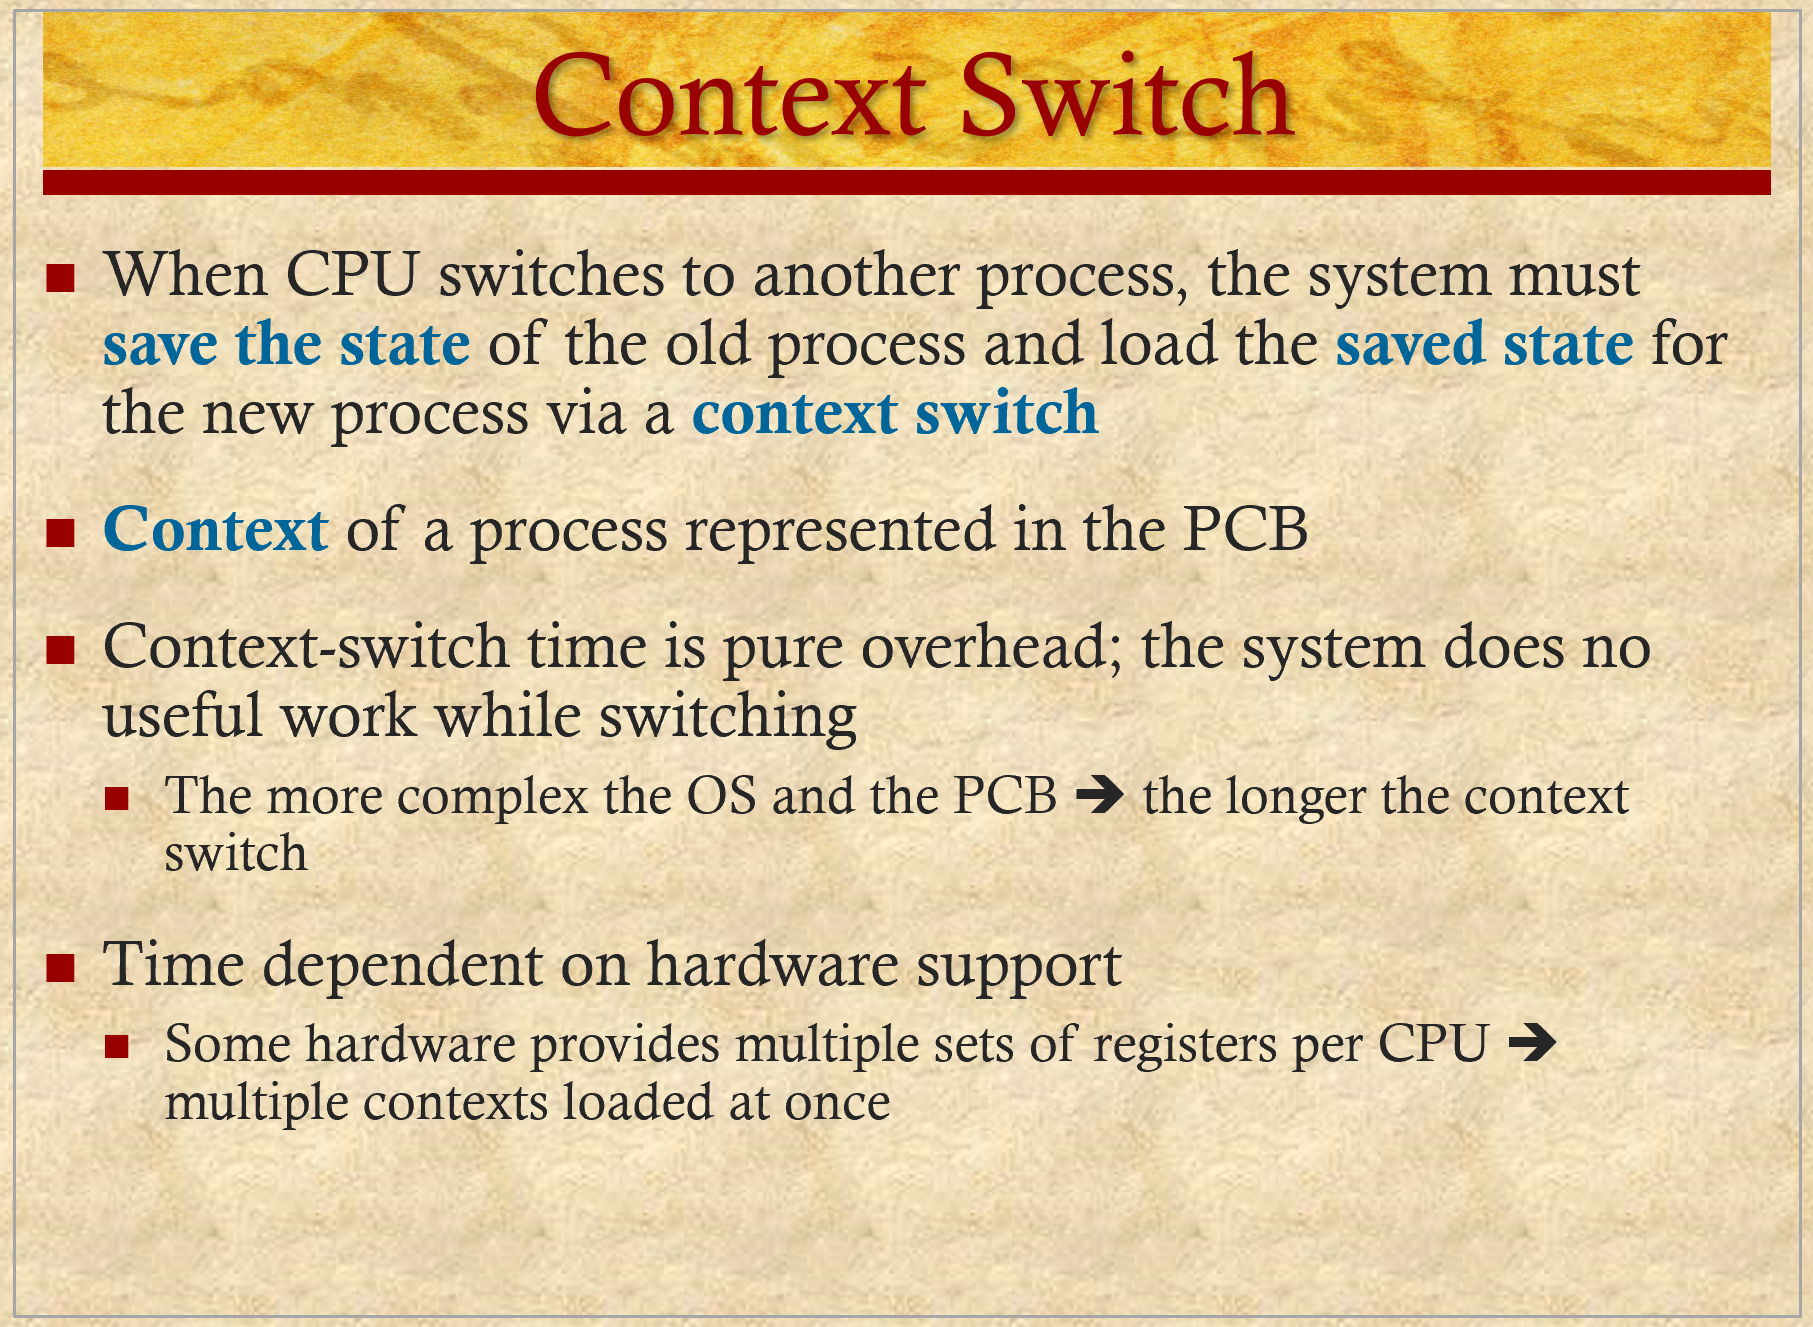 Context Switch
When CPU switches to another process, the system must
save the state of the old process and load the saved state for
the new process via a context switch
Context of a process represented in the PCB
Context-switch time is pure overhead; the system does no
useful work while switching
The more complex the OS and the PCB ➔ the longer the context
switch
Time dependent on hardware support
Some hardware provides multiple sets of registers per CPU ➔
multiple contexts loaded at once